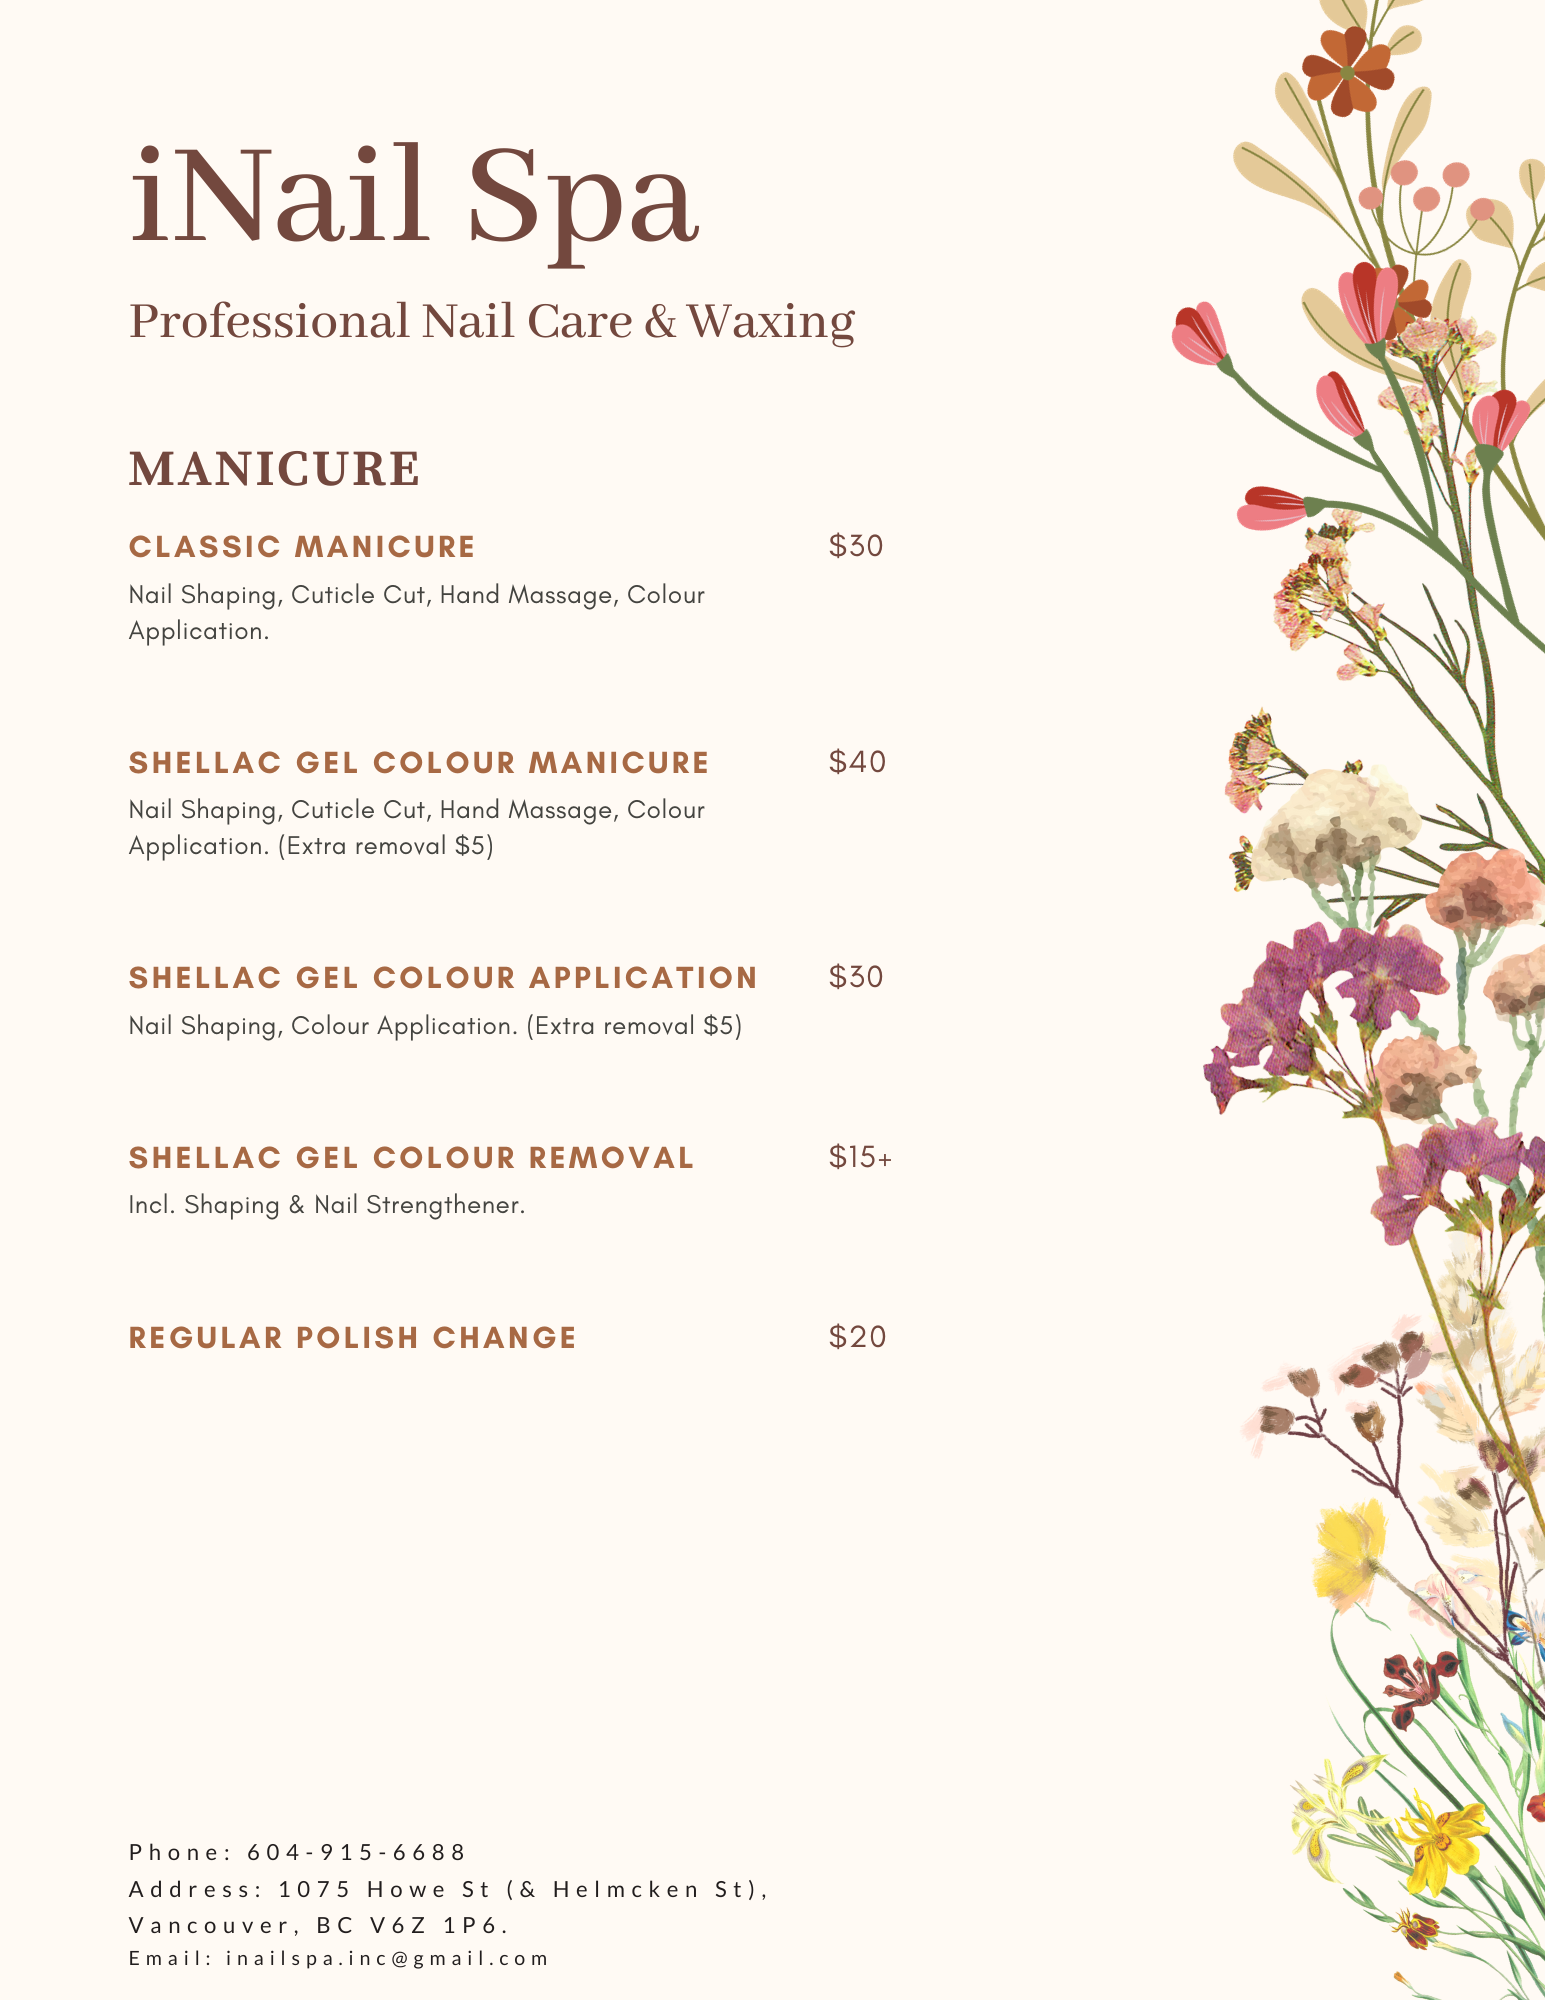 iNail Spa
Professional Nail Care & Waxing
MANICURE
CLASSIC MANICURE $30
Nail Shaping, Cuticle Cut, Hand Massage, Colour
Application.
SHELLAC GEL COLOUR MANICURE $40
Nail Shaping, Cuticle Cut, Hand Massage, Colour
Application. (Extra removal $5)
SHELLAC GEL COLOUR APPLICATION $30
Nail Shaping, Colour Application. (Extra removal $5)
SHELLAC GEL COLOUR REMOVAL $15+
Incl. Shaping & Nail Strengthener.
REGULAR POLISH CHANGE $20
Phone: 604-915-6688
Address: 1075 Howe St (& Helmcken St),
Vancouver, BC V6Z 1P6.
Email: inailspa.inc@gmail.com